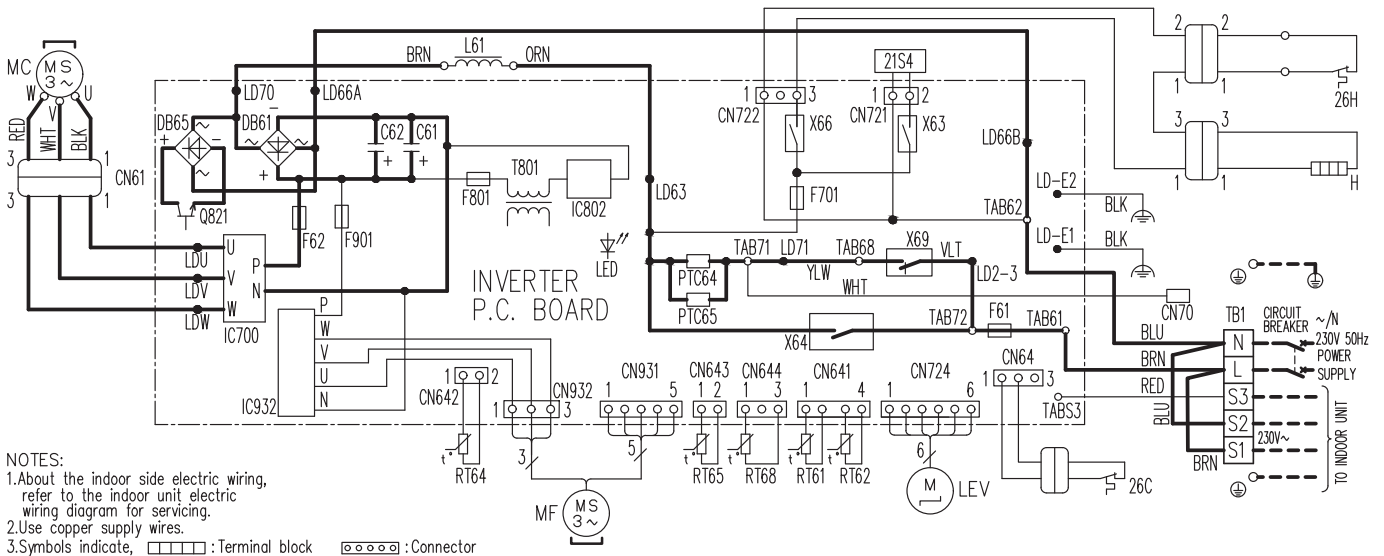 MC
MS
3~
W
V
U
RED
WHT
BLK
3
1
CN61
3
1
BRN
L61
ORN
LD70
LD66A
DB65
DB61
C62
C61
Q821
F62
F901
F801
T801
IC802
LED
LDU
LDV
LDW
U
V
W
P
N
IC700
INVERTER
P.C. BOARD
P
W
V
U
N
IC932
LD63
21S4
1
3
CN722
X66
1
2
CN721
X63
F701
LD66B
TAB62
LD-E2
BLK
LD-E1
BLK
2
2
1
1
26H
3
3
1
1
H
PTC64
PTC65
TAB71
LD71
YLW
TAB68
X69
VLT
LD2-3
WHT
CN70
X64
TAB72
F61
TAB61
BLU
BRN
RED
BLU
BRN
TB1
N
L
S3
S2
S1
230V~
CIRCUIT
BREAKER
~/N
230V 50Hz
POWER
SUPPLY
TO INDOOR UNIT
1
2
CN642
t°
RT64
1
3
CN932
3
CN931
1
5
5
MF
MS
3~
CN643
1
2
t°
RT65
CN644
1
3
t°
RT68
CN641
1
4
t°
RT61
t°
RT62
CN724
1
6
6
M
LEV
CN64
1
3
TABS3
26C
NOTES:
1.About the indoor side electric wiring,
refer to the indoor unit electric
wiring diagram for servicing.
2.Use copper supply wires.
3.Symbols indicate, : Terminal block : Connector